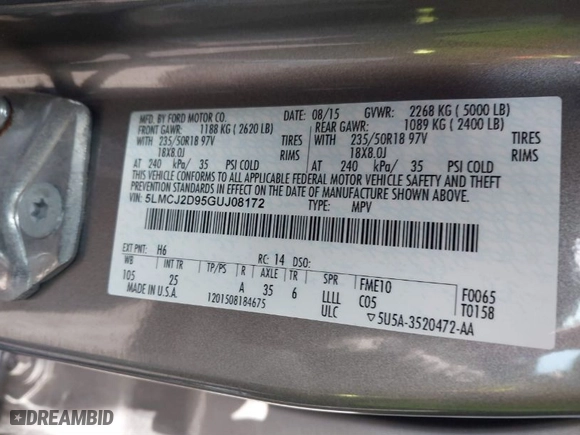 MFD. BY FORD MOTOR CO. DATE: 08/15 GVWR: 2268 KG ( 5000 LB)
FRONT GAWR: 1188 KG ( 2620 LB) REAR GAWR: 1089 KG ( 2400 LB)
WITH 235/50R18 97V TIRES WITH 235/50R18 97V TIRES
18X8.0J RIMS 18X8.0J RIMS
AT 240 kPa/ 35 PSI COLD AT 240 kPa/ 35 PSI COLD
THIS VEHICLE CONFORMS TO ALL APPLICABLE FEDERAL MOTOR VEHICLE SAFETY AND THEFT
PREVENTION STANDARDS IN EFFECT ON THE DATE OF MANUFACTURE SHOWN ABOVE.
VIN: 5LMCJ2D95GUJ08172 TYPE: MPV
EXT PNT: H6 RC: 14 DSO:
WB INT TR TP/PS R AXLE TR SPR FME10 F0065
105 25 A 35 6 LLLL C05 T0158
MADE IN U.S.A. 1201508184675 ULC ▽5U5A-3520472-AA
DREAMBID